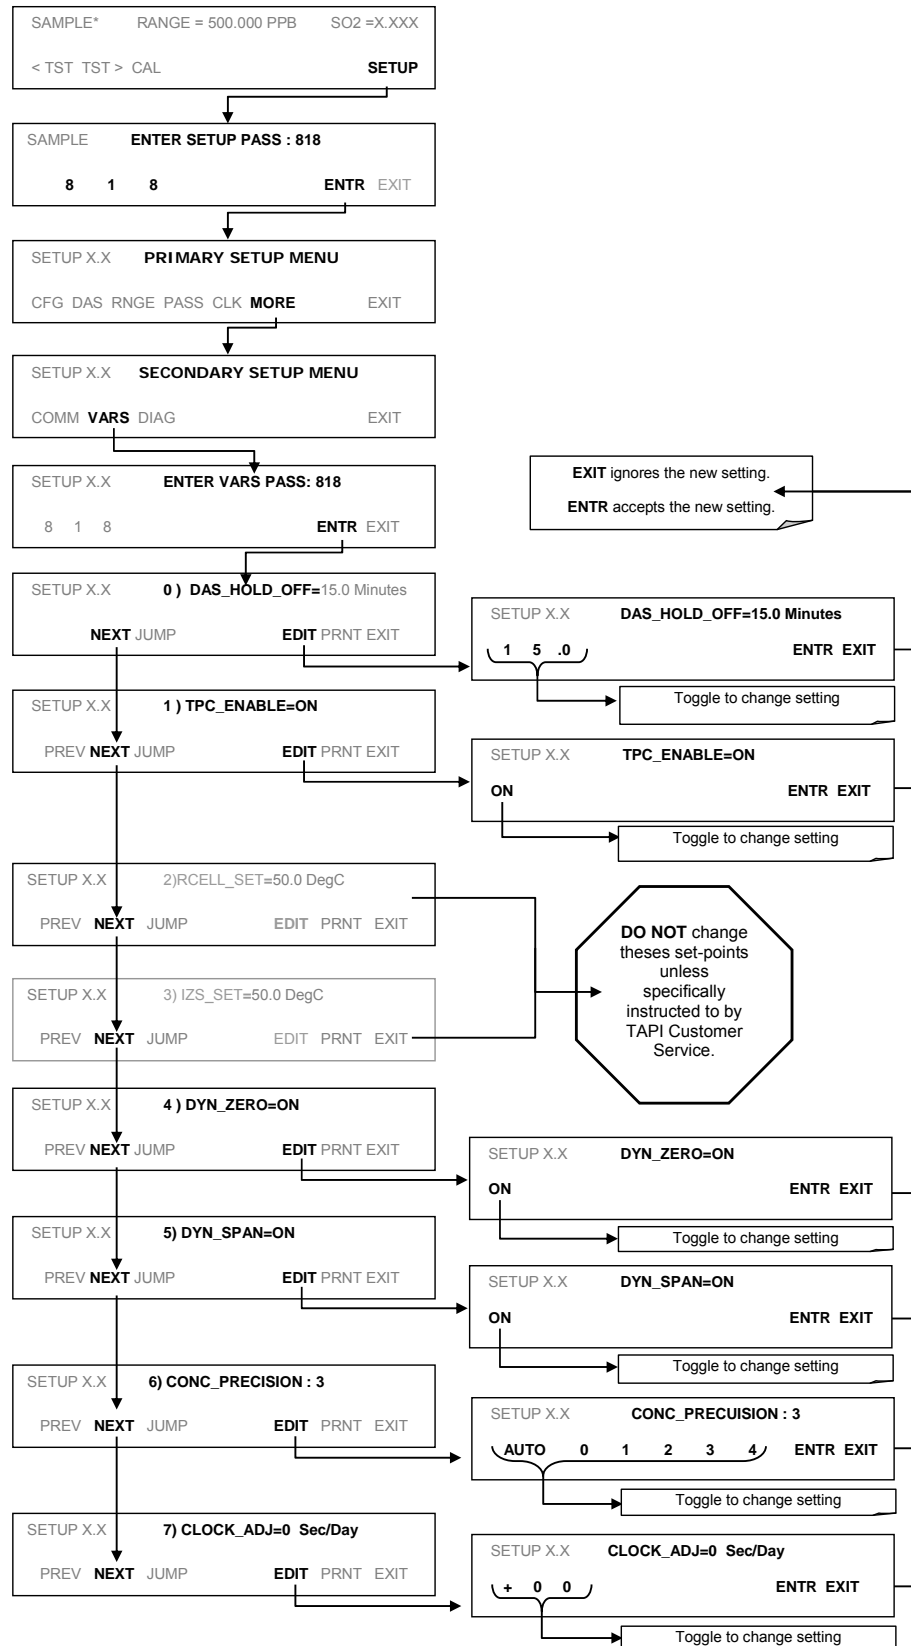 SAMPLE* RANGE = 500.000 PPB SO2 =X.XXX
< TST TST > CAL SETUP
SAMPLE ENTER SETUP PASS : 818
8 1 8 ENTR EXIT
SETUP X.X PRIMARY SETUP MENU
CFG DAS RNGE PASS CLK MORE EXIT
SETUP X.X SECONDARY SETUP MENU
COMM VARS DIAG EXIT
SETUP X.X ENTER VARS PASS: 818
8 1 8 ENTR EXIT
EXIT ignores the new setting.
ENTR accepts the new setting.
SETUP X.X 0 ) DAS_HOLD_OFF=15.0 Minutes
NEXT JUMP EDIT PRNT EXIT
SETUP X.X DAS_HOLD_OFF=15.0 Minutes
1 5 .0 ENTR EXIT
Toggle to change setting
SETUP X.X 1 ) TPC_ENABLE=ON
PREV NEXT JUMP EDIT PRNT EXIT
SETUP X.X TPC_ENABLE=ON
ON ENTR EXIT
Toggle to change setting
SETUP X.X 2)RCELL_SET=50.0 DegC
PREV NEXT JUMP EDIT PRNT EXIT
SETUP X.X 3) IZS_SET=50.0 DegC
PREV NEXT JUMP EDIT PRNT EXIT
DO NOT change
theses set-points
unless
specifically
instructed to by
TAPI Customer
Service.
SETUP X.X 4 ) DYN_ZERO=ON
PREV NEXT JUMP EDIT PRNT EXIT
SETUP X.X DYN_ZERO=ON
ON ENTR EXIT
Toggle to change setting
SETUP X.X 5) DYN_SPAN=ON
PREV NEXT JUMP EDIT PRNT EXIT
SETUP X.X DYN_SPAN=ON
ON ENTR EXIT
Toggle to change setting
SETUP X.X 6) CONC_PRECISION : 3
PREV NEXT JUMP EDIT PRNT EXIT
SETUP X.X CONC_PRECUISION : 3
AUTO 0 1 2 3 4 ENTR EXIT
Toggle to change setting
SETUP X.X 7) CLOCK_ADJ=0 Sec/Day
PREV NEXT JUMP EDIT PRNT EXIT
SETUP X.X CLOCK_ADJ=0 Sec/Day
+ 0 0 ENTR EXIT
Toggle to change setting